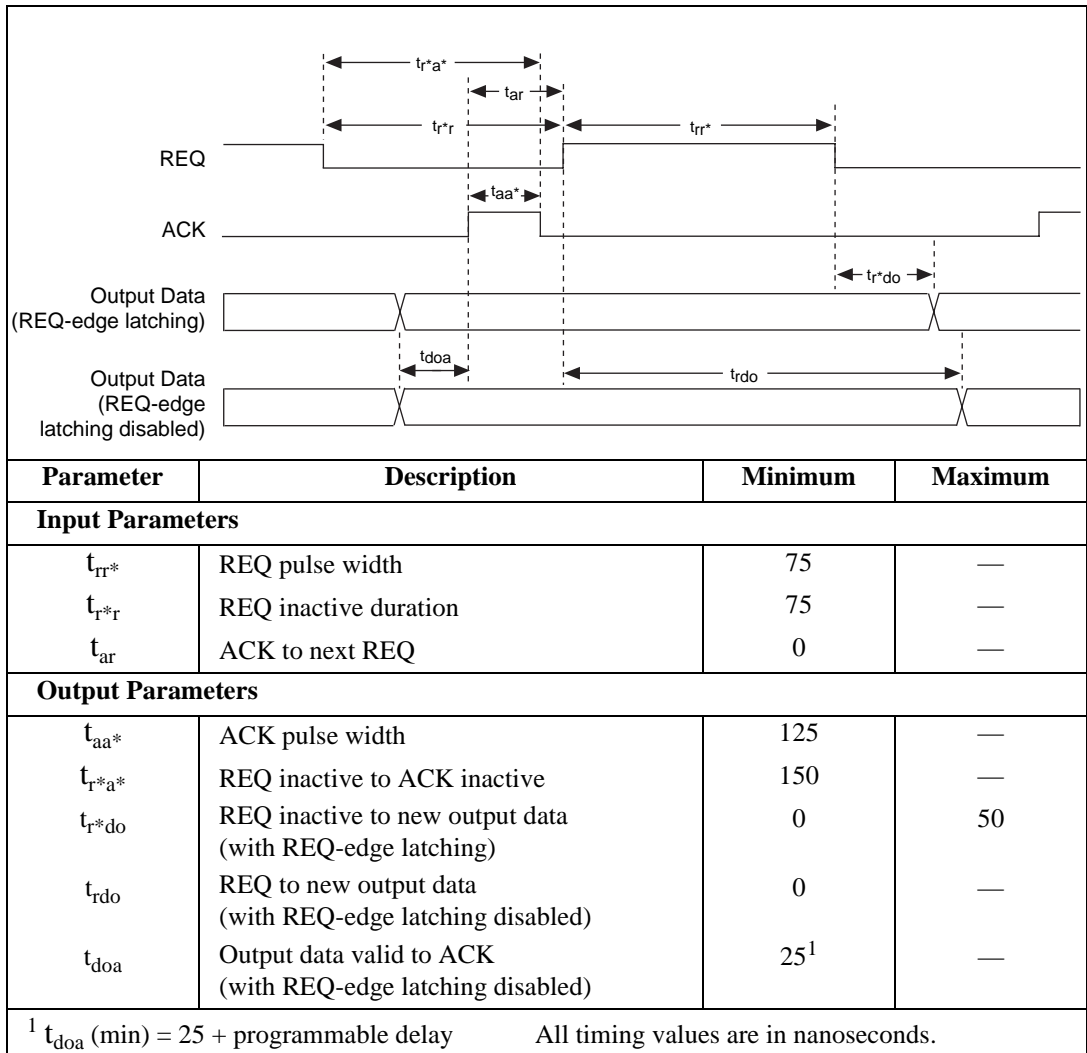 tr*a*
tar
tr*r trr*
REQ
taa*
ACK
tr*do
Output Data
(REQ-edge latching)
tdoa
trdo
Output Data
(REQ-edge
latching disabled)
Parameter Description Minimum Maximum
Input Parameters
trr* REQ pulse width 75 —
tr*r REQ inactive duration 75 —
tar ACK to next REQ 0 —
Output Parameters
taa* ACK pulse width 125 —
tr*a* REQ inactive to ACK inactive 150 —
tr*do REQ inactive to new output data 0 50
(with REQ-edge latching)
trdo REQ to new output data 0 —
(with REQ-edge latching disabled)
tdoa Output data valid to ACK 25¹ —
(with REQ-edge latching disabled)
¹ tdoa (min) = 25 + programmable delay All timing values are in nanoseconds.